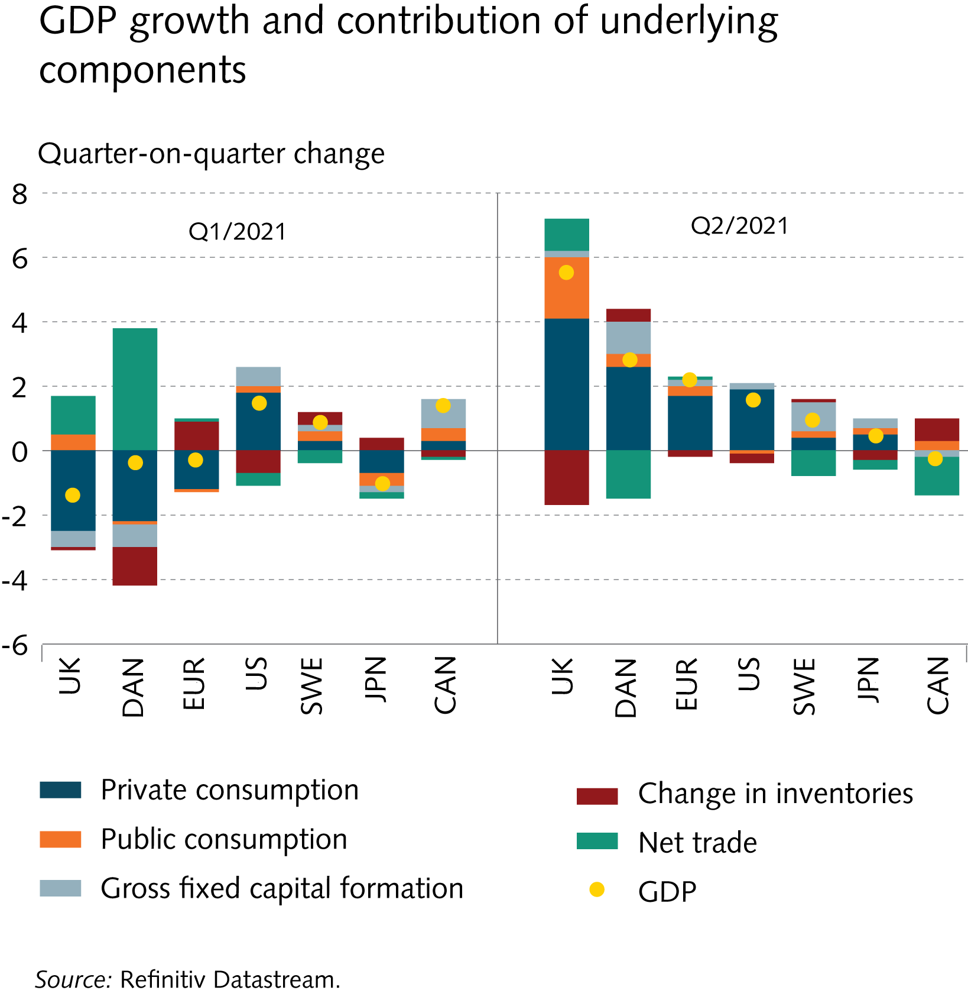 GDP growth and contribution of underlying
components
Quarter-on-quarter change
8
6
4
2
0
-2
-4
-6
Q1/2021
Q2/2021
UK
DAN
EUR
US
SWE
JPN
CAN
UK
DAN
EUR
US
SWE
JPN
CAN
Private consumption
Public consumption
Gross fixed capital formation
Change in inventories
Net trade
GDP
Source: Refinitiv Datastream.